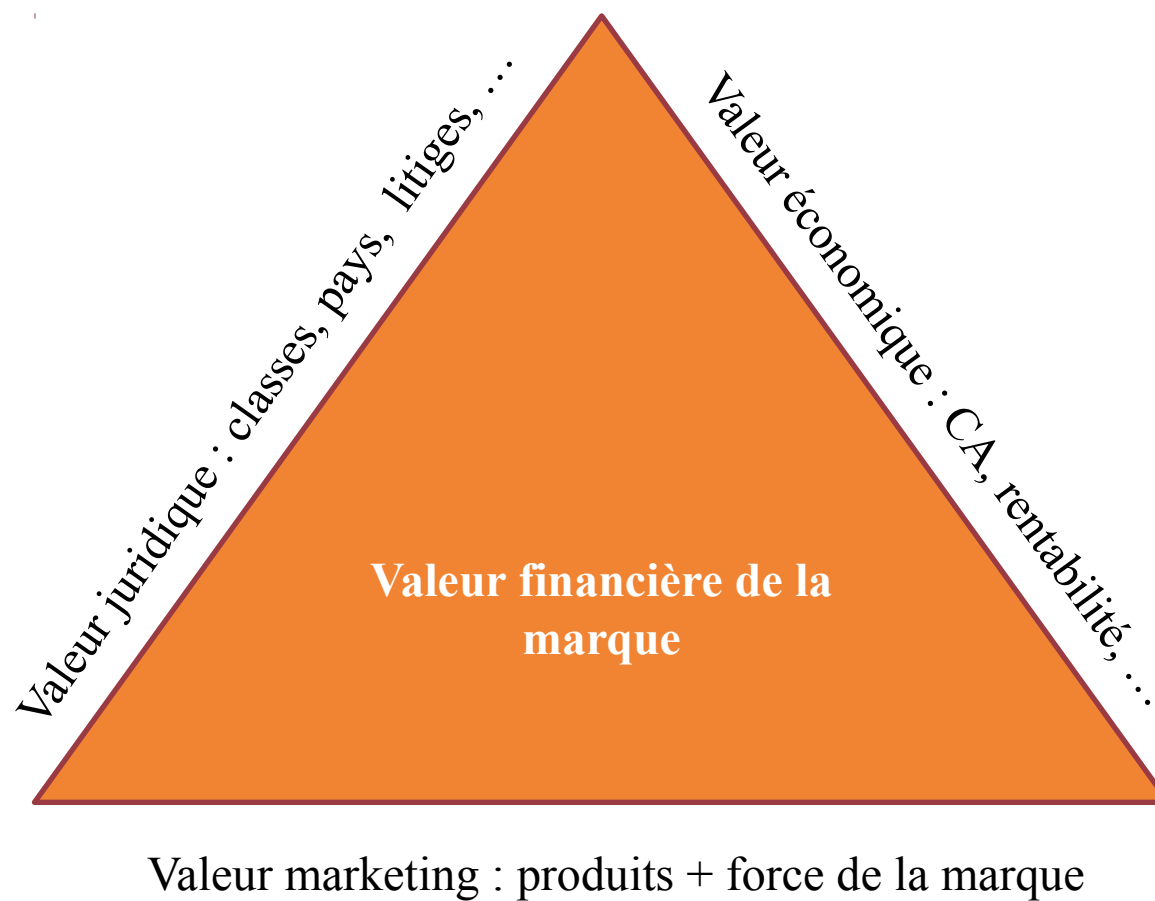 Valeur juridique : classes, pays, litiges, …
Valeur économique : CA, rentabilité, …
Valeur financière de la
marque
Valeur marketing : produits + force de la marque